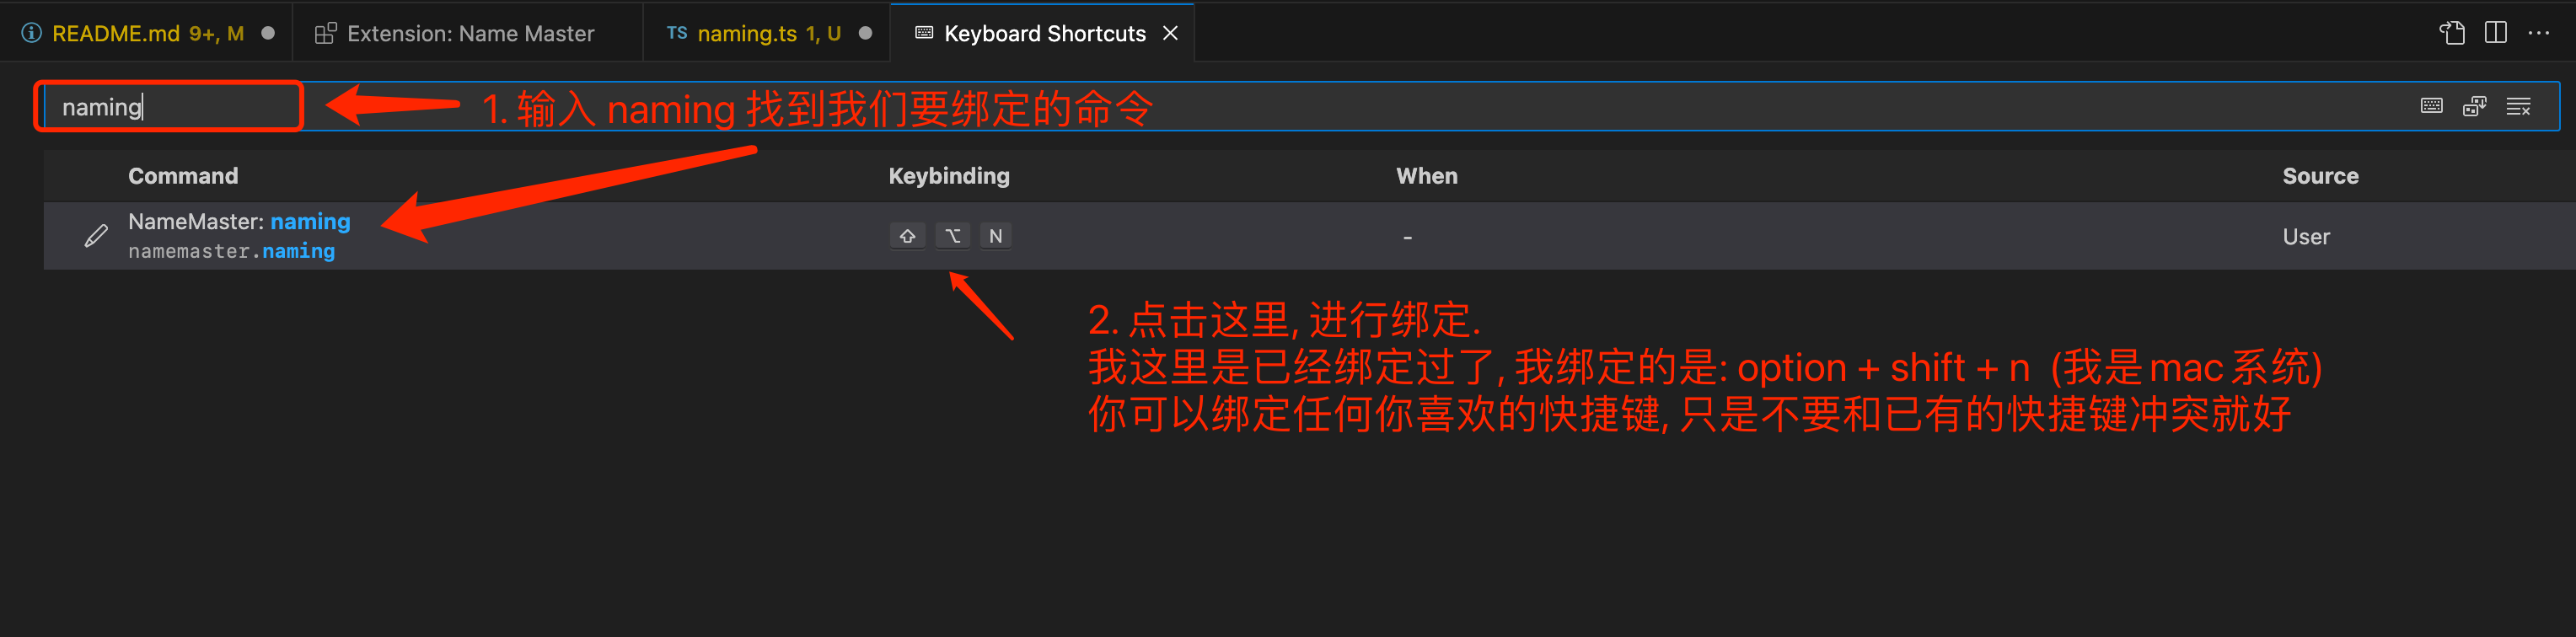 README.md 9+, M
Extension: Name Master
TS naming.ts 1, U
Keyboard Shortcuts
naming
1. 输入 naming 找到我们要绑定的命令
Command Keybinding When Source
NameMaster: naming
namemaster.naming
⇧ ⌥ N - User
2. 点击这里, 进行绑定.
我这里是已经绑定过了, 我绑定的是: option + shift + n (我是mac系统)
你可以绑定任何你喜欢的快捷键, 只是不要和已有的快捷键冲突就好